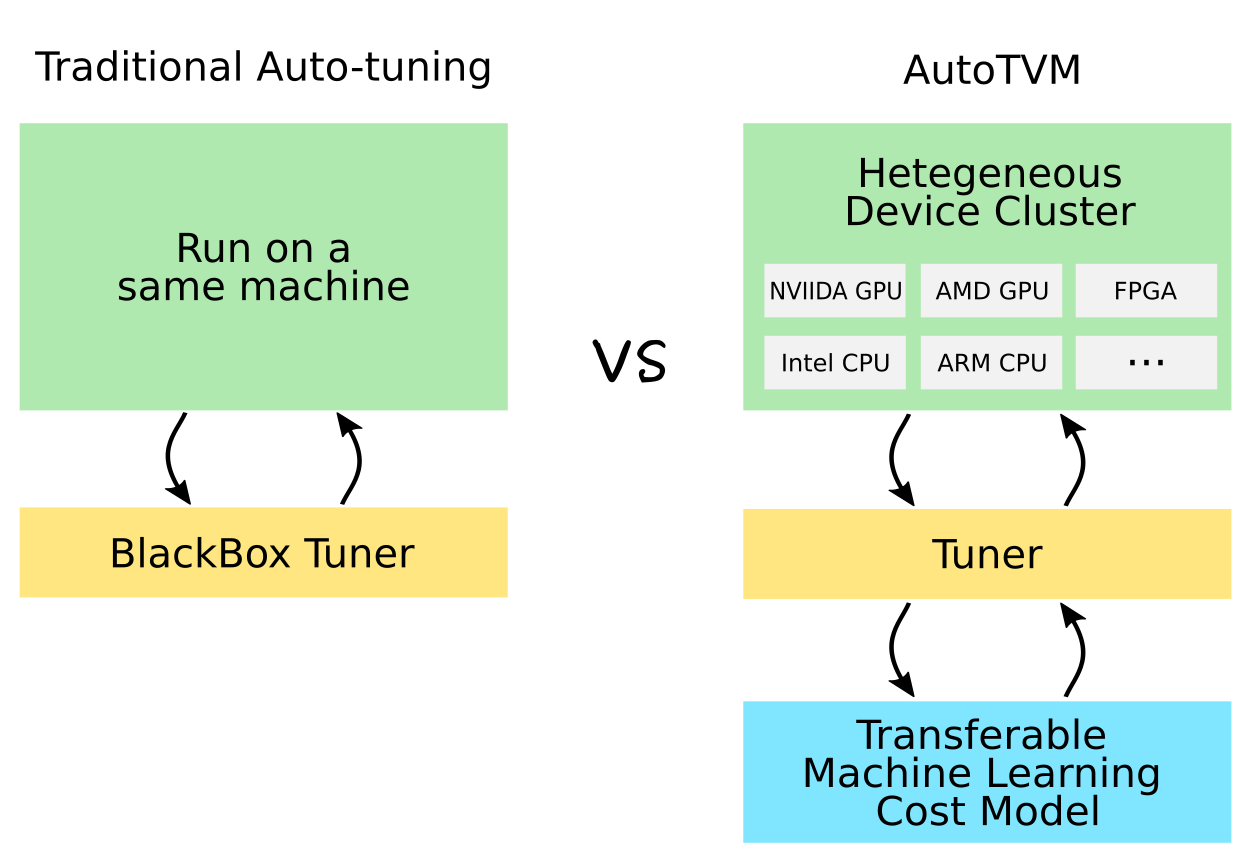 Traditional Auto-tuning
Run on a
same machine
BlackBox Tuner
VS
AutoTVM
Hetegeneous
Device Cluster
NVIIDA GPU
AMD GPU
FPGA
Intel CPU
ARM CPU
...
Tuner
Transferable
Machine Learning
Cost Model